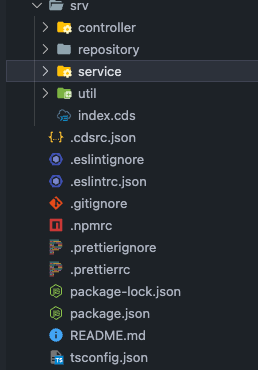 srv
controller
repository
service
util
index.cds
.cdsrc.json
.eslintignore
.eslintrc.json
.gitignore
.npmrc
.prettierignore
.prettierrc
package-lock.json
package.json
README.md
tsconfig.json